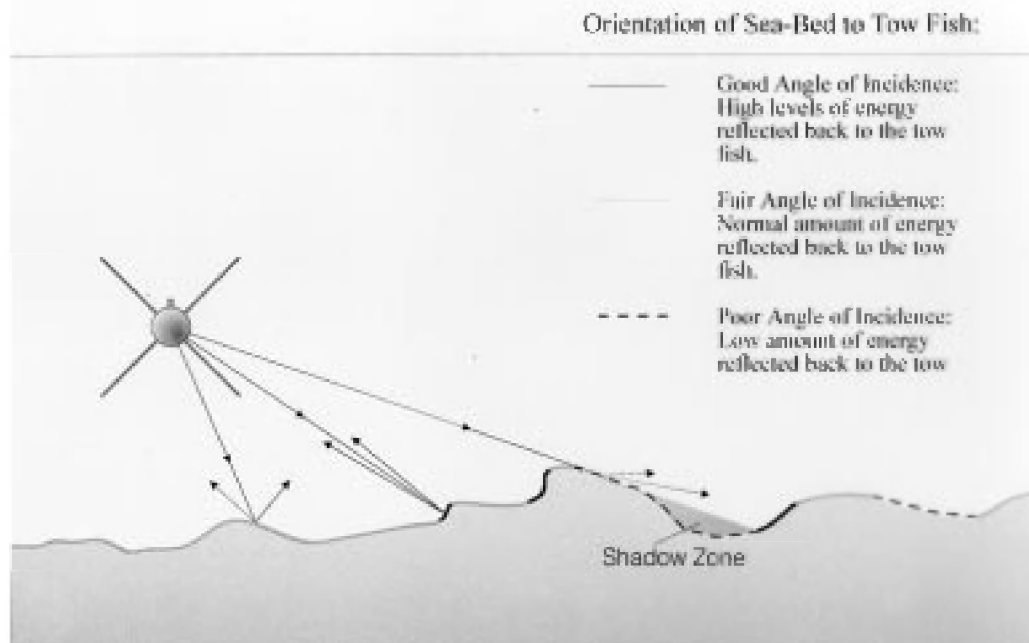 Orientation of Sea-Bed to Tow Fish:
Good Angle of Incidence:
High levels of energy
reflected back to the tow
fish.
Fair Angle of Incidence:
Normal amount of energy
reflected back to the tow
fish.
Poor Angle of Incidence:
Low amount of energy
reflected back to the tow
Shadow Zone